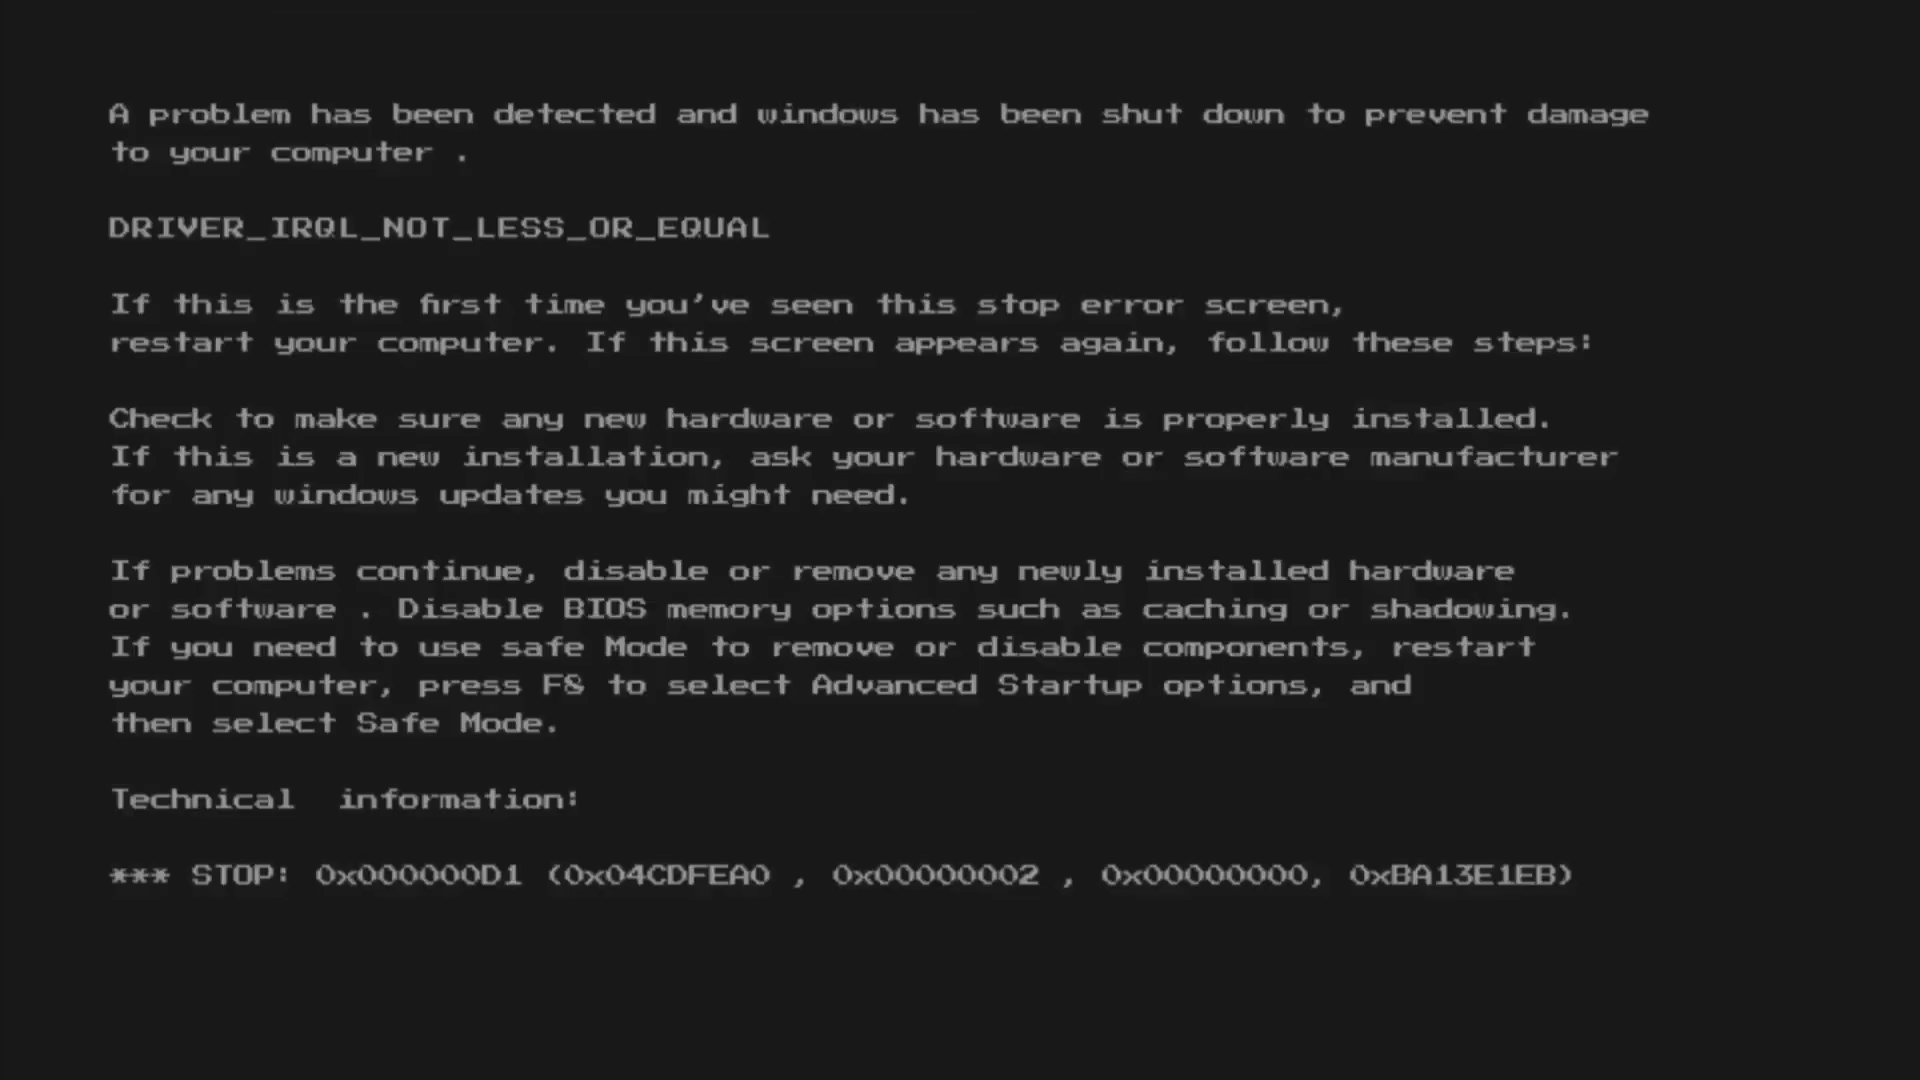 A problem has been detected and windows has been shut down to prevent damage
to your computer .
DRIVER_IRQL_NOT_LESS_OR_EQUAL
If this is the first time you've seen this stop error screen,
restart your computer. If this screen appears again, follow these steps:
Check to make sure any new hardware or software is properly installed.
If this is a new installation, ask your hardware or software manufacturer
for any windows updates you might need.
If problems continue, disable or remove any newly installed hardware
or software . Disable BIOS memory options such as caching or shadowing.
If you need to use safe Mode to remove or disable components, restart
your computer, press F& to select Advanced Startup options, and
then select Safe Mode.
Technical  information:
*** STOP: 0x000000D1 (0x04CDFEA0 , 0x00000002 , 0x00000000, 0xBA13E1EB)